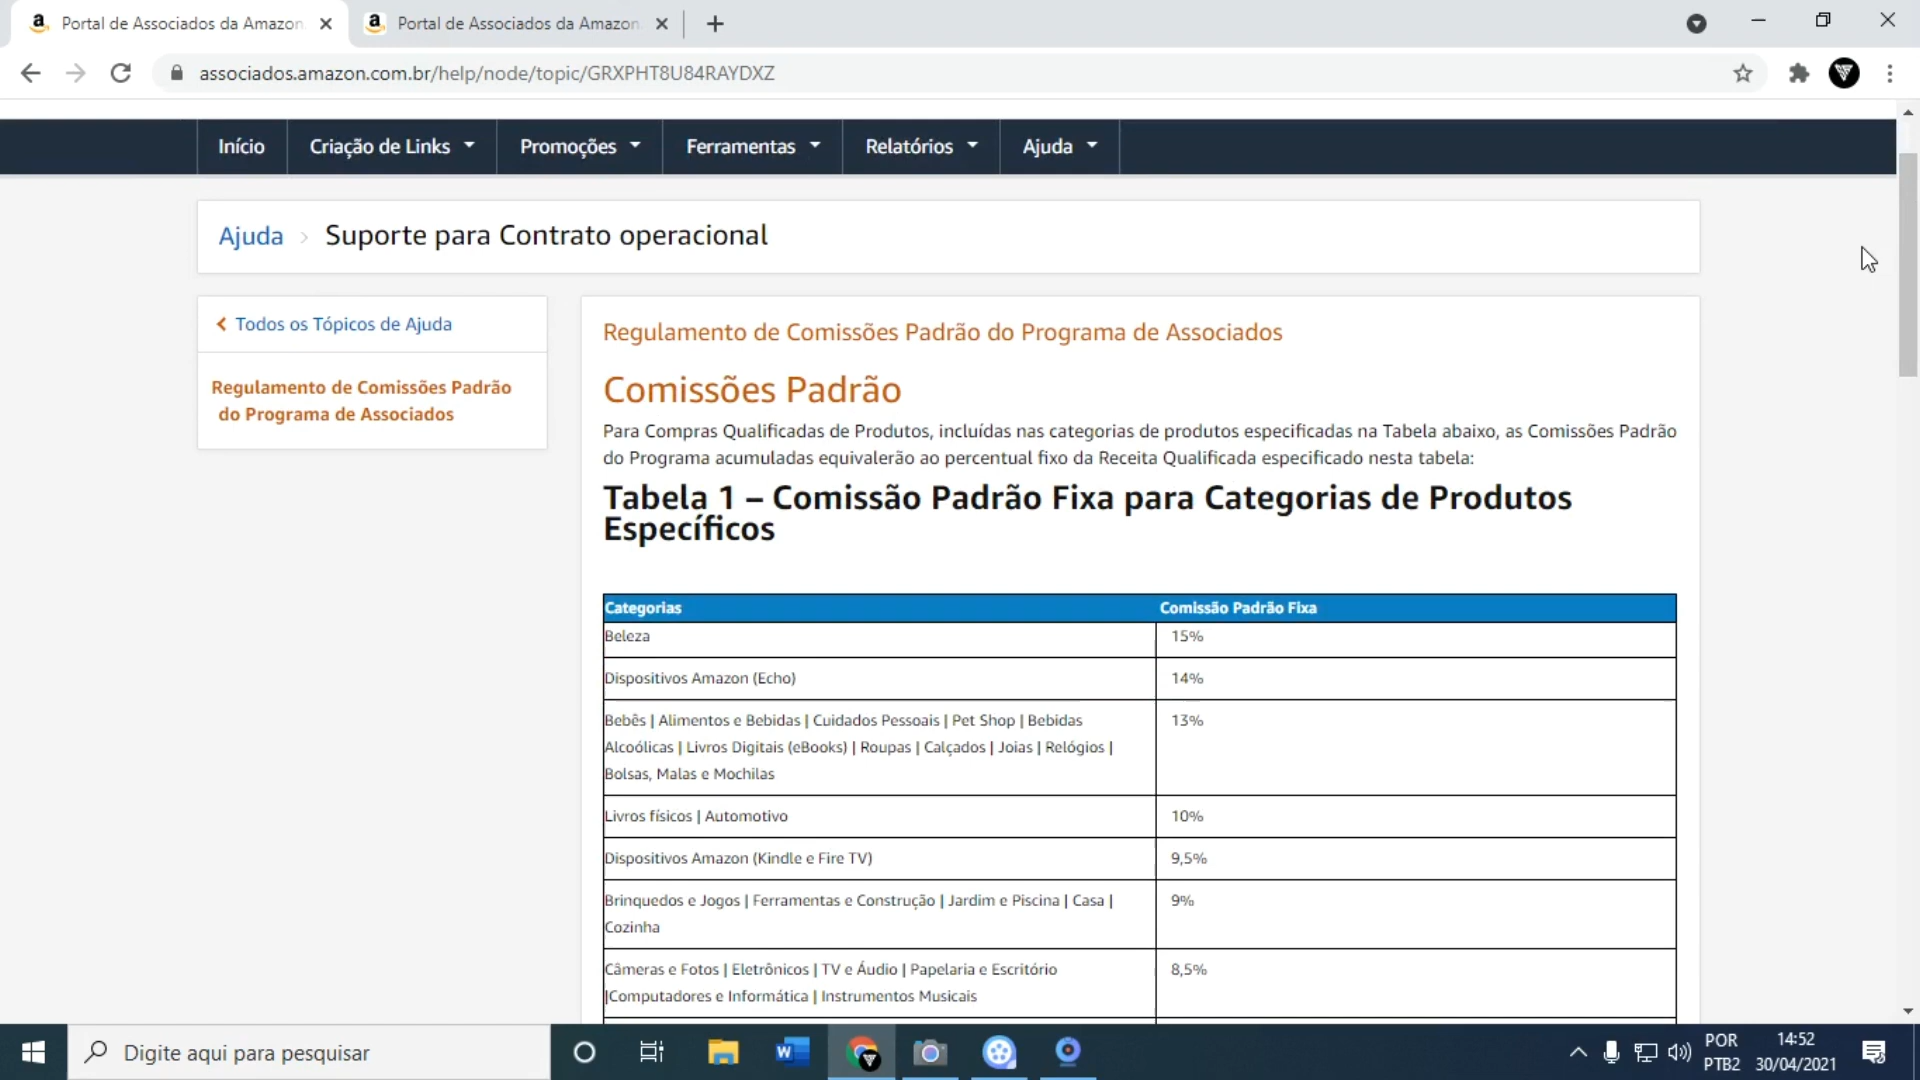 Portal de Associados da Amazon
Portal de Associados da Amazon
associados.amazon.com.br/help/node/topic/GRXPHT8U84RAYDXZ
Início
Criação de Links
Promoções
Ferramentas
Relatórios
Ajuda
Ajuda > Suporte para Contrato operacional
Todos os Tópicos de Ajuda
Regulamento de Comissões Padrão
do Programa de Associados
Regulamento de Comissões Padrão do Programa de Associados
Comissões Padrão
Para Compras Qualificadas de Produtos, incluídas nas categorias de produtos especificadas na Tabela abaixo, as Comissões Padrão
do Programa acumuladas equivalerão ao percentual fixo da Receita Qualificada especificado nesta tabela:
Tabela 1 – Comissão Padrão Fixa para Categorias de Produtos
Específicos
Categorias Comissão Padrão Fixa
Beleza 15%
Dispositivos Amazon (Echo) 14%
Bebês | Alimentos e Bebidas | Cuidados Pessoais | Pet Shop | Bebidas 13%
Alcoólicas | Livros Digitais (eBooks) | Roupas | Calçados | Joias | Relógios |
Bolsas, Malas e Mochilas
Livros físicos | Automotivo 10%
Dispositivos Amazon (Kindle e Fire TV) 9,5%
Brinquedos e Jogos | Ferramentas e Construção | Jardim e Piscina | Casa | 9%
Cozinha
Câmeras e Fotos | Eletrônicos | TV e Áudio | Papelaria e Escritório 8,5%
|Computadores e Informática | Instrumentos Musicais
Digite aqui para pesquisar
POR
PTB2
14:52
30/04/2021